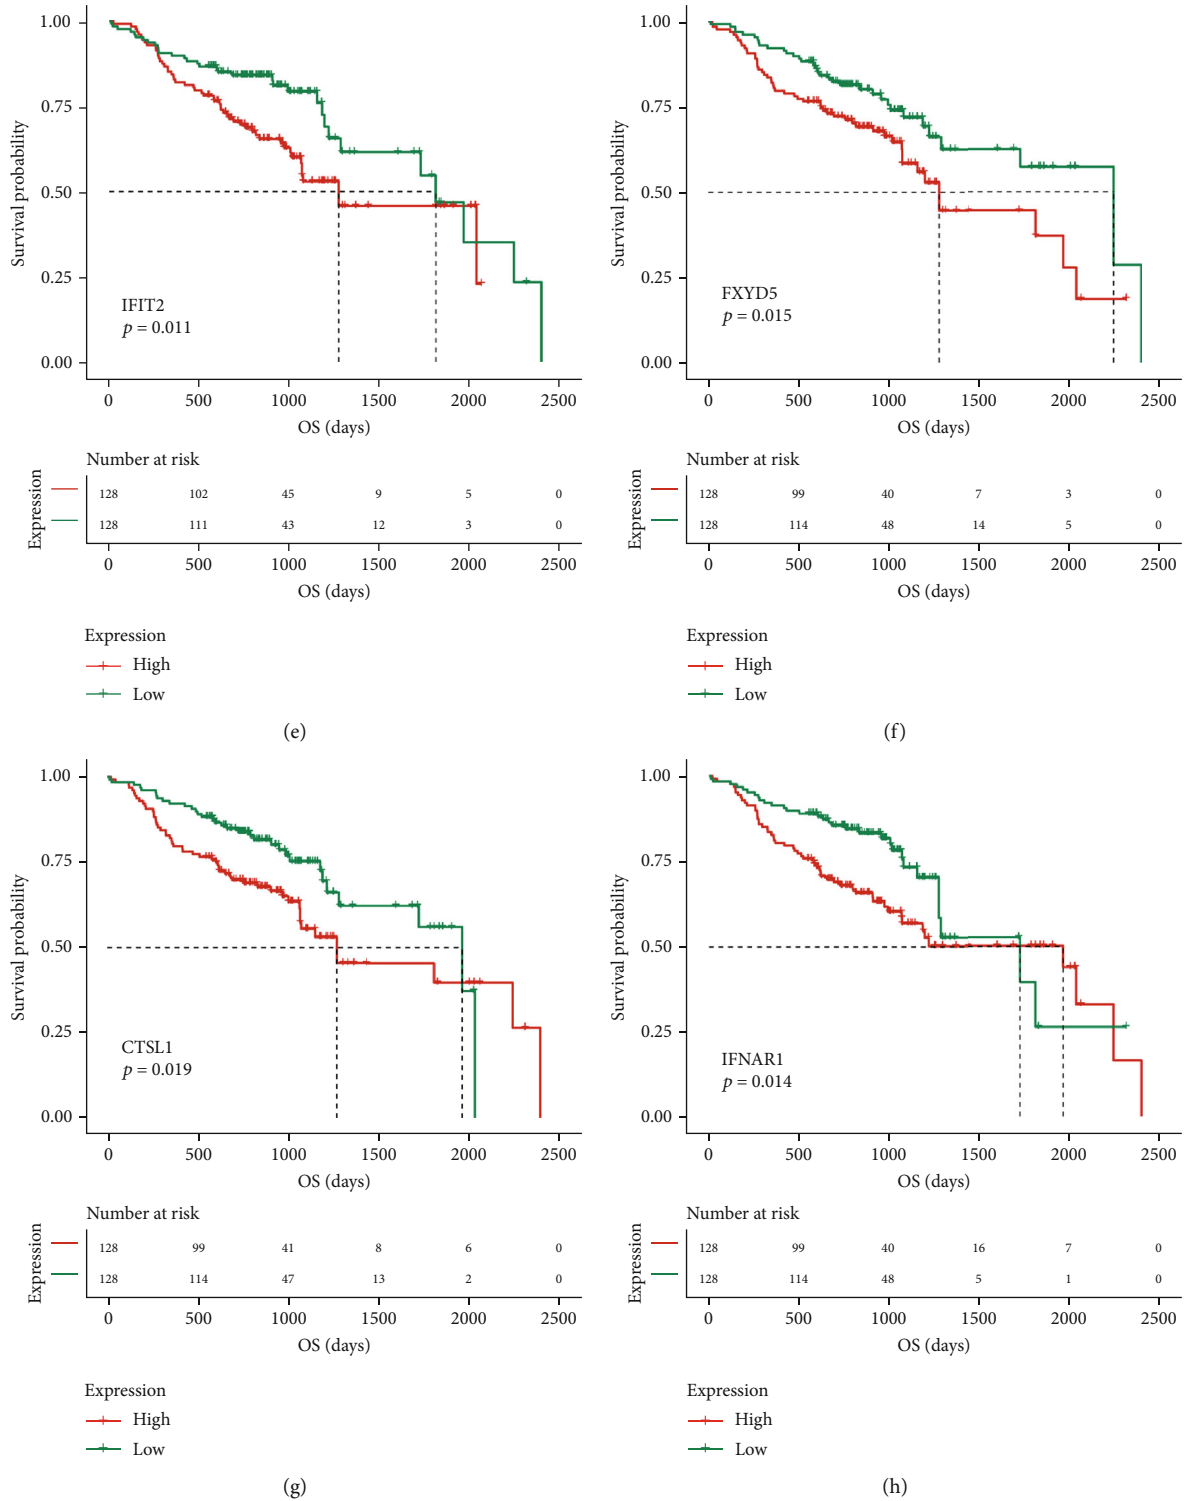 1.00
0.75
0.50
0.25
0.00
Survival probability
IFIT2
p = 0.011
0 500 1000 1500 2000 2500
OS (days)
Number at risk
Expression
128 102 45 9 5 0
128 111 43 12 3 0
0 500 1000 1500 2000 2500
OS (days)
Expression
High
Low
(e)
1.00
0.75
0.50
0.25
0.00
Survival probability
FXYD5
p = 0.015
0 500 1000 1500 2000 2500
OS (days)
Number at risk
Expression
128 99 40 7 3 0
128 114 48 14 5 0
0 500 1000 1500 2000 2500
OS (days)
Expression
High
Low
(f)
1.00
0.75
0.50
0.25
0.00
Survival probability
CTSL1
p = 0.019
0 500 1000 1500 2000 2500
OS (days)
Number at risk
Expression
128 99 41 8 6 0
128 114 47 13 2 0
0 500 1000 1500 2000 2500
OS (days)
Expression
High
Low
(g)
1.00
0.75
0.50
0.25
0.00
Survival probability
IFNAR1
p = 0.014
0 500 1000 1500 2000 2500
OS (days)
Number at risk
Expression
128 99 40 16 7 0
128 114 48 5 1 0
0 500 1000 1500 2000 2500
OS (days)
Expression
High
Low
(h)